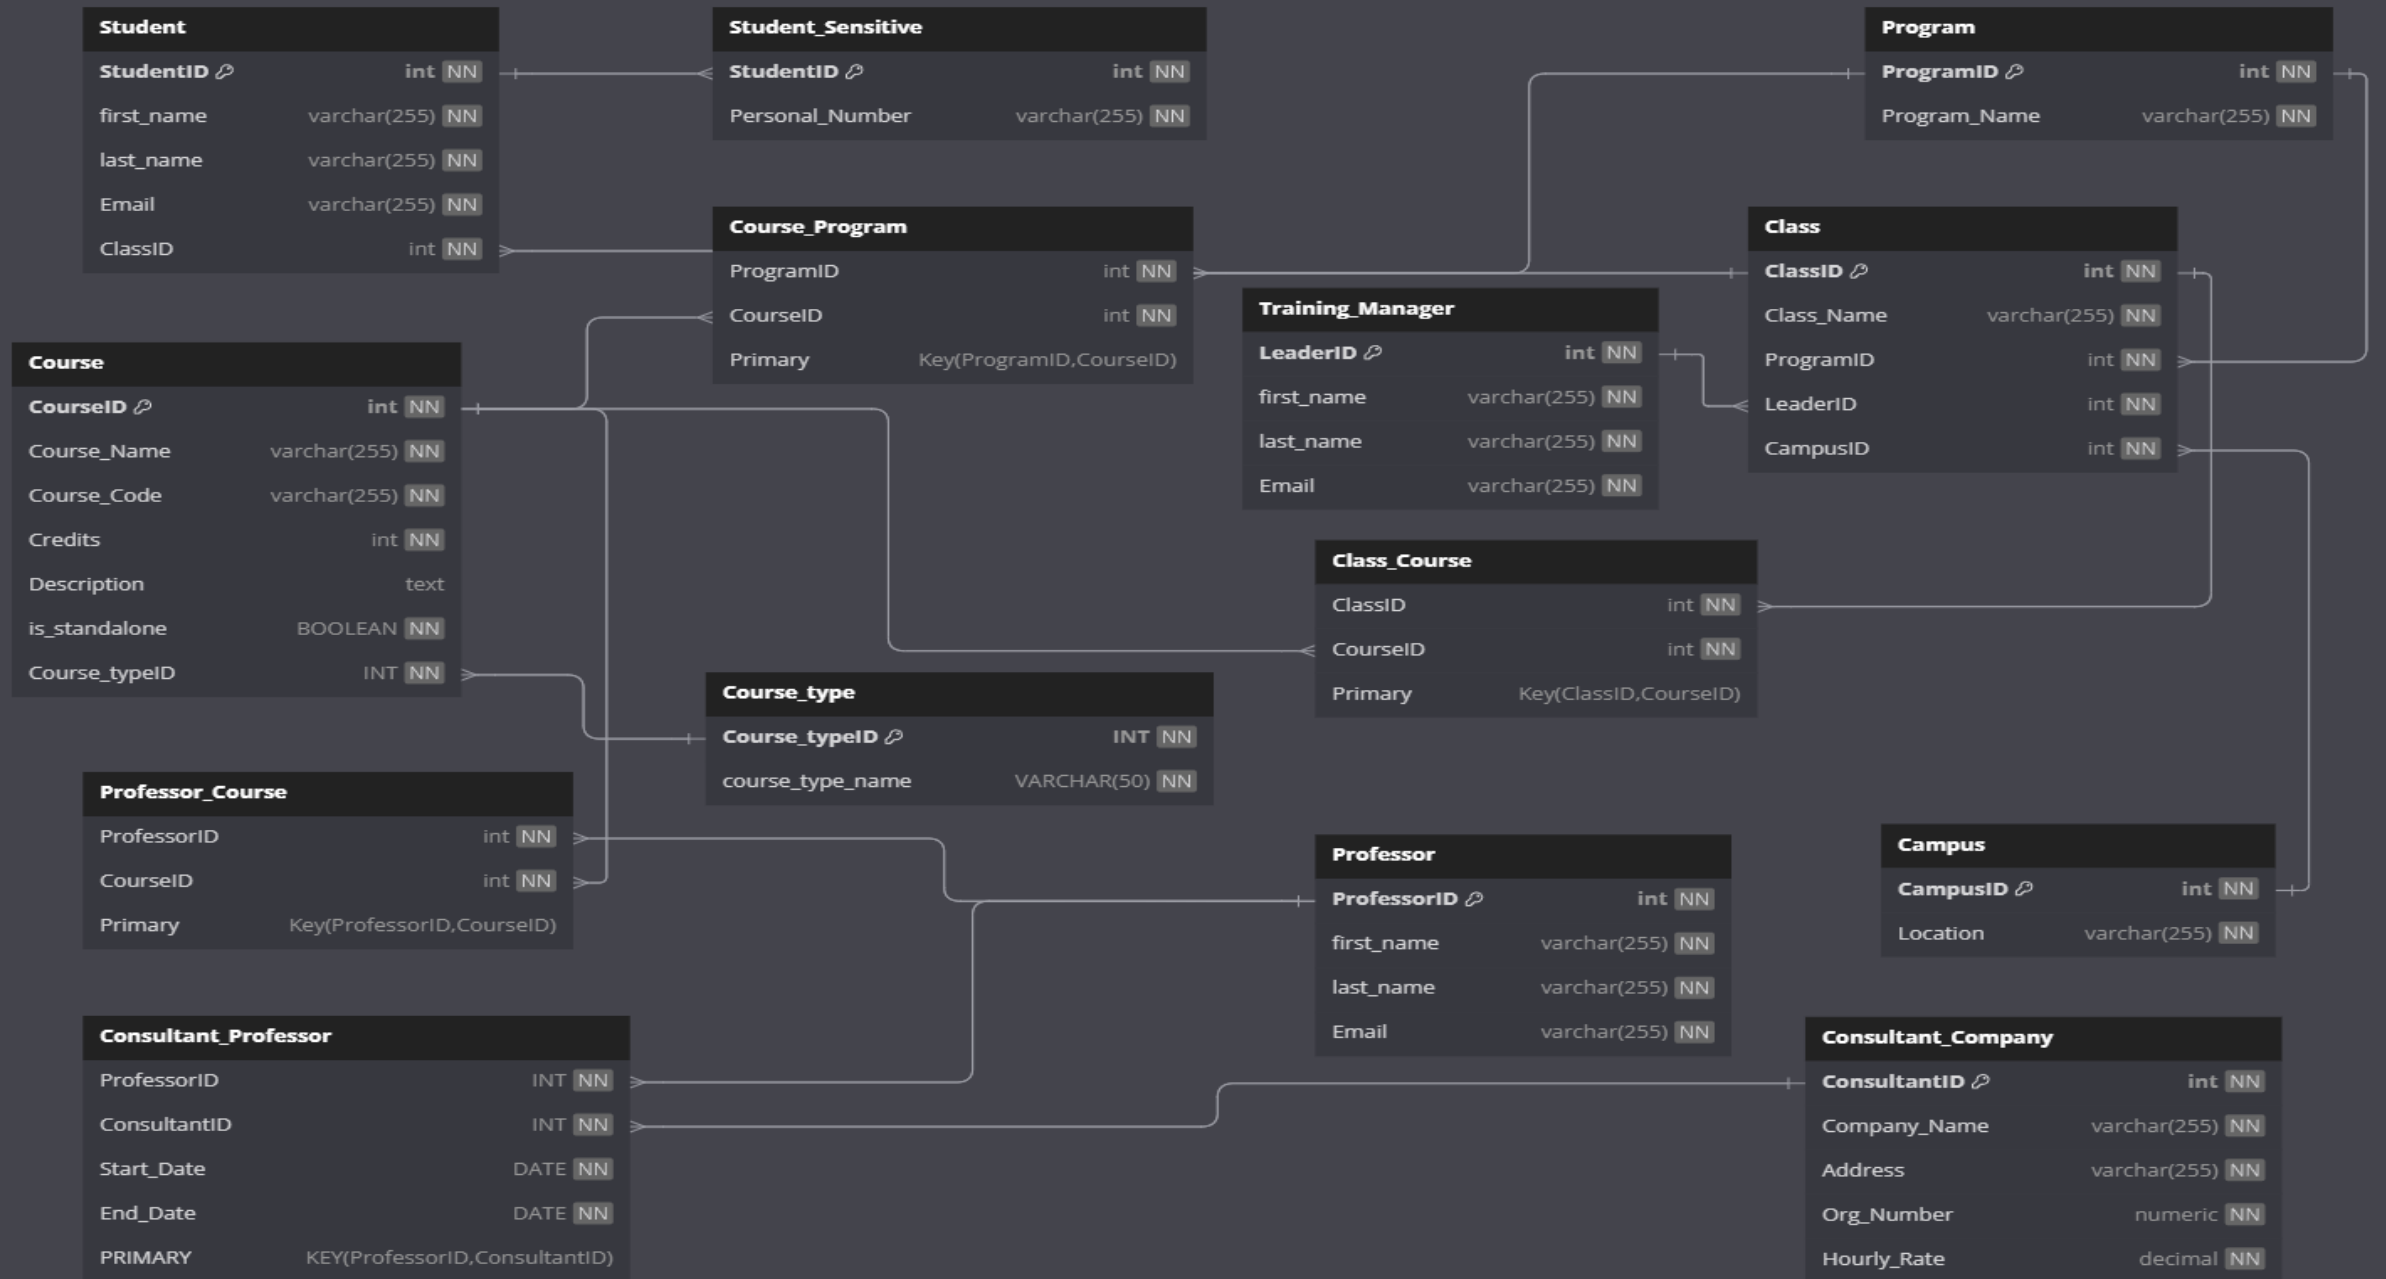 Student
StudentID int NN
first_name varchar(255) NN
last_name varchar(255) NN
Email varchar(255) NN
ClassID int NN
Student_Sensitive
StudentID int NN
Personal_Number varchar(255) NN
Program
ProgramID int NN
Program_Name varchar(255) NN
Course_Program
ProgramID int NN
CourseID int NN
Primary Key(ProgramID,CourseID)
Class
ClassID int NN
Class_Name varchar(255) NN
ProgramID int NN
LeaderID int NN
CampusID int NN
Training_Manager
LeaderID int NN
first_name varchar(255) NN
last_name varchar(255) NN
Email varchar(255) NN
Course
CourseID int NN
Course_Name varchar(255) NN
Course_Code varchar(255) NN
Credits int NN
Description text
is_standalone BOOLEAN NN
Course_typeID INT NN
Class_Course
ClassID int NN
CourseID int NN
Primary Key(ClassID,CourseID)
Course_type
Course_typeID INT NN
course_type_name VARCHAR(50) NN
Professor_Course
ProfessorID int NN
CourseID int NN
Primary Key(ProfessorID,CourseID)
Professor
ProfessorID int NN
first_name varchar(255) NN
last_name varchar(255) NN
Email varchar(255) NN
Campus
CampusID int NN
Location varchar(255) NN
Consultant_Professor
ProfessorID INT NN
ConsultantID INT NN
Start_Date DATE NN
End_Date DATE NN
PRIMARY KEY(ProfessorID,ConsultantID)
Consultant_Company
ConsultantID int NN
Company_Name varchar(255) NN
Address varchar(255) NN
Org_Number numeric NN
Hourly_Rate decimal NN